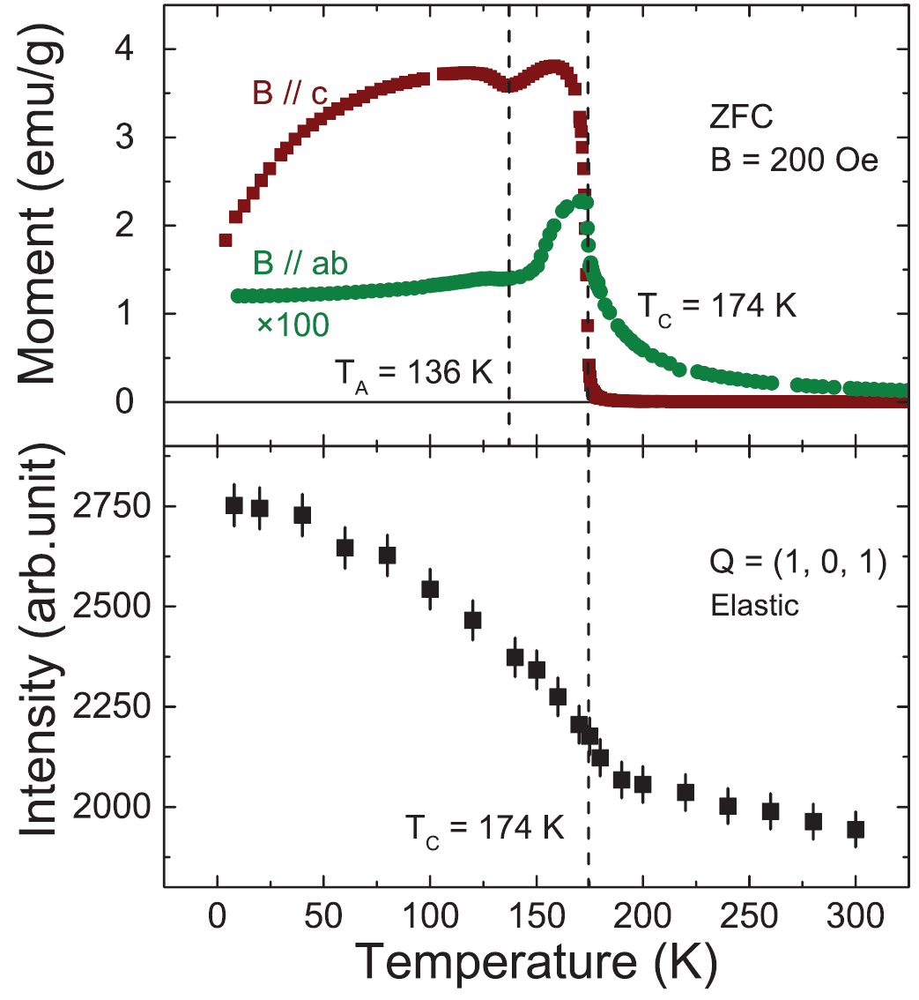 Moment (emu/g)
4
3
2
1
0
B // c
ZFC
B = 200 Oe
B // ab
×100
T_C = 174 K
T_A = 136 K
Intensity (arb.unit)
2750
2500
2250
2000
Q = (1, 0, 1)
Elastic
T_C = 174 K
0 50 100 150 200 250 300
Temperature (K)